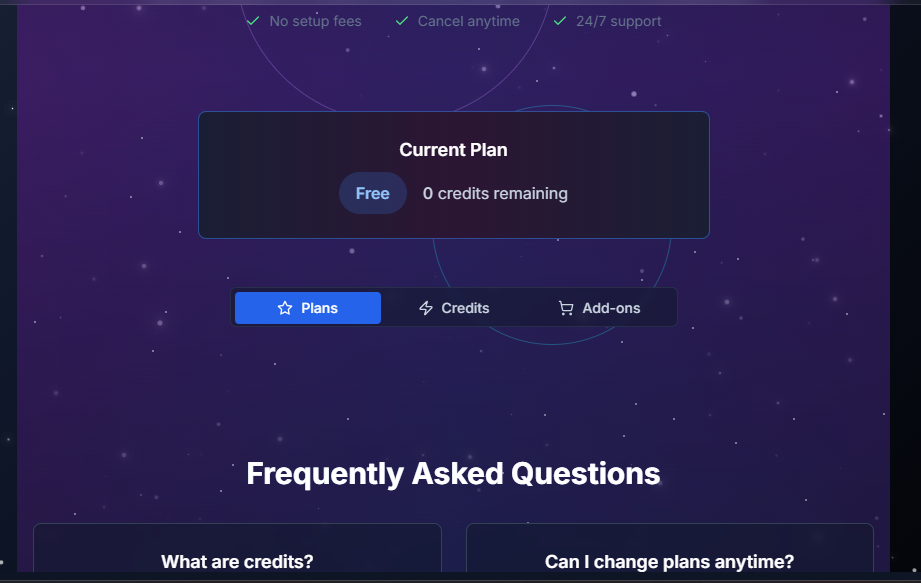 No setup fees Cancel anytime 24/7 support
Current Plan
Free 0 credits remaining
Plans Credits Add-ons
Frequently Asked Questions
What are credits? Can I change plans anytime?